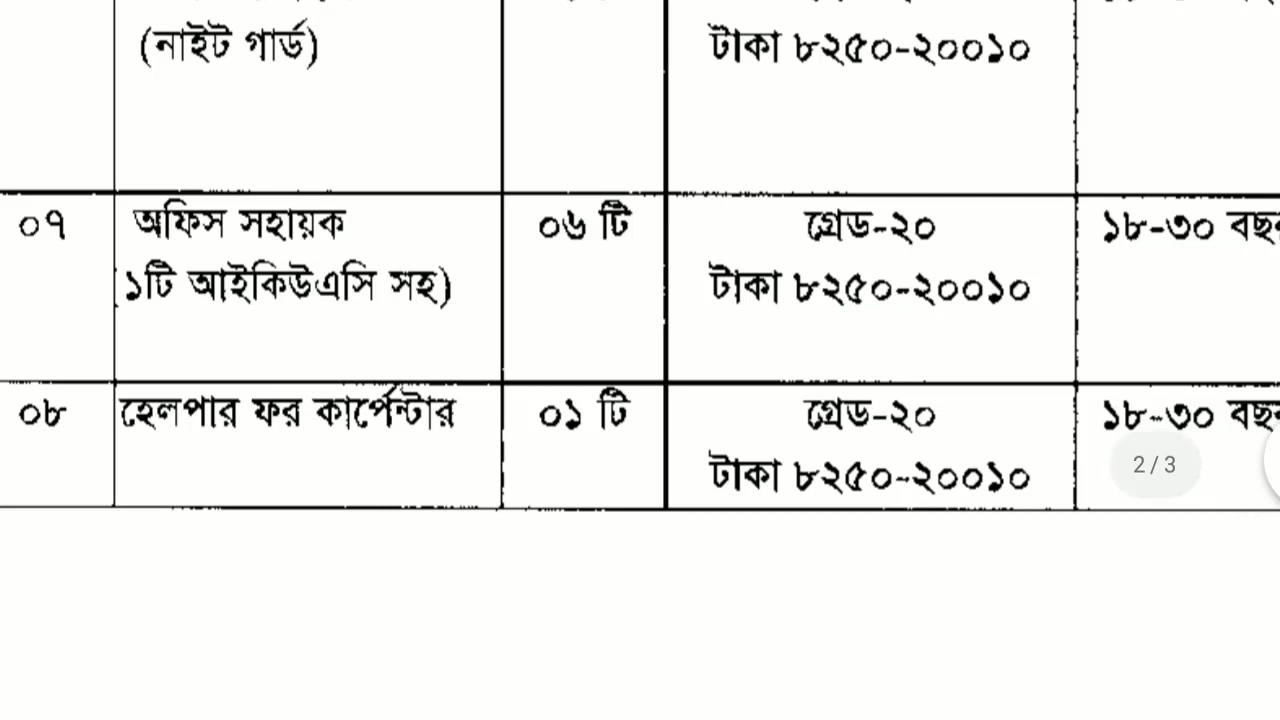 (নাইট গার্ড)
টাকা ৮২৫০-২০০১০
০৭
অফিস সহায়ক
১টি আইকিউএসি সহ)
০৬ টি
গ্রেড-২০
টাকা ৮২৫০-২০০১০
১৮-৩০ বছ
০৮
হেলপার ফর কার্পেন্টার
০১ টি
গ্রেড-২০
টাকা ৮২৫০-২০০১০
১৮-৩০ বছ
2/3